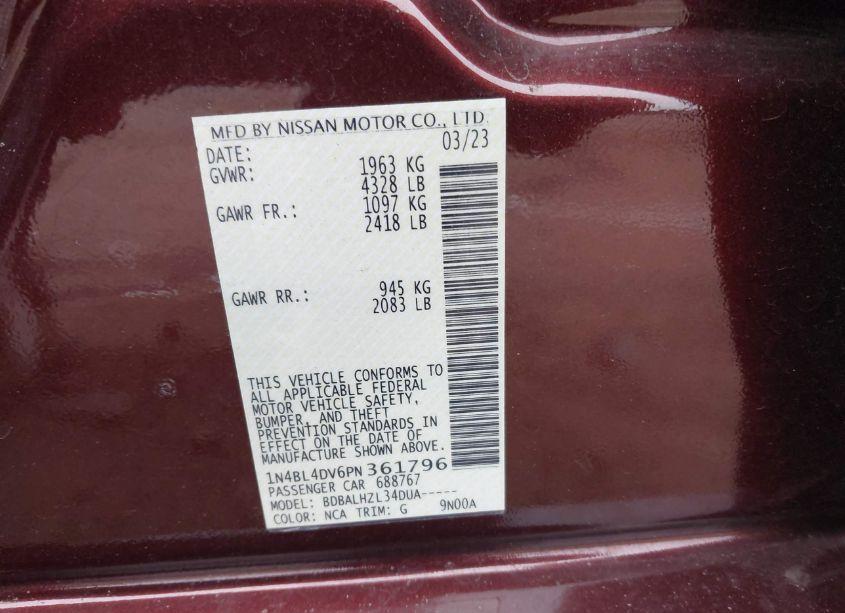 MFD BY NISSAN MOTOR CO., LTD.
DATE: 03/23
GVWR: 1963 KG
4328 LB
GAWR FR.: 1097 KG
2418 LB
GAWR RR.: 945 KG
2083 LB
THIS VEHICLE CONFORMS TO
ALL APPLICABLE FEDERAL
MOTOR VEHICLE SAFETY,
BUMPER, AND THEFT
PREVENTION STANDARDS IN
EFFECT ON THE DATE OF
MANUFACTURE SHOWN ABOVE.
1N4BL4DV6PN361796
PASSENGER CAR 688767
MODEL: BDBALHZL34DUA-----
COLOR: NCA TRIM: G 9N00A